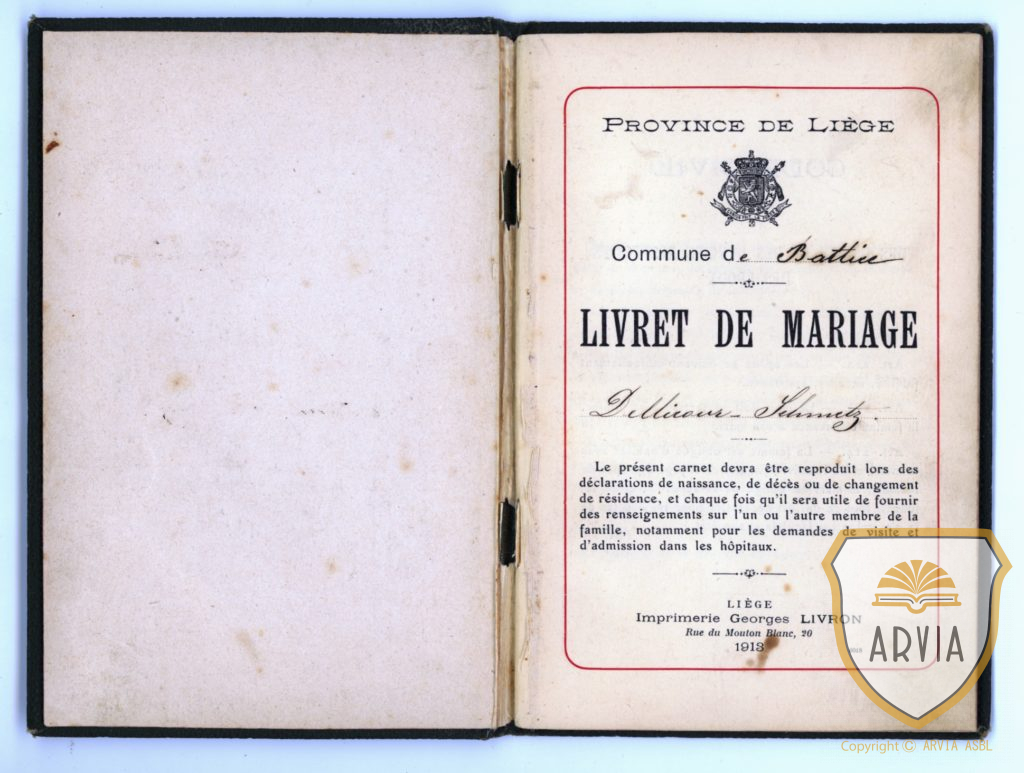 PROVINCE DE LIÈGE
Commune de Battice
LIVRET DE MARIAGE
Delhicour - Schmetz.
Le présent carnet devra être reproduit lors des
déclarations de naissance, de décès ou de changement
de résidence, et chaque fois qu'il sera utile de fournir
des renseignements sur l'un ou l'autre membre de la
famille, notamment pour les demandes de visite et
d'admission dans les hôpitaux.
LIÈGE
Imprimerie Georges LIVRON
Rue du Mouton Blanc, 20
1913
ARVIA
Copyright © ARVIA ASBL